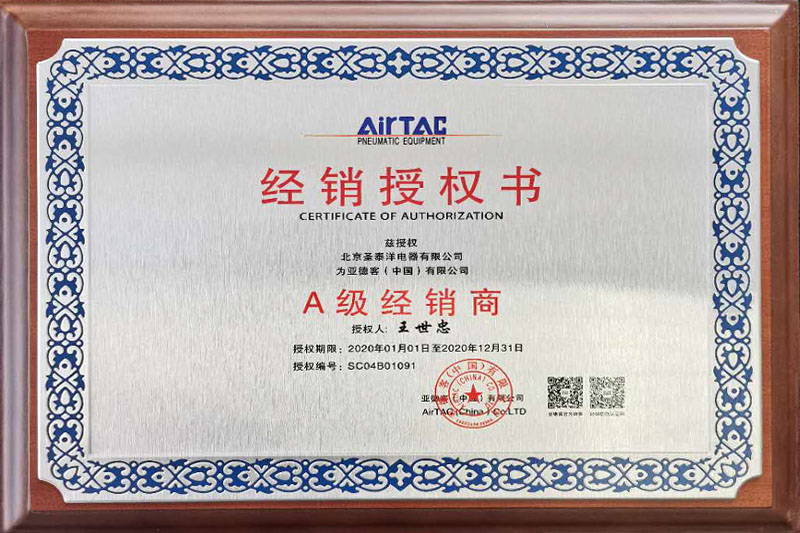 AirTAC
PNEUMATIC EQUIPMENT
经销授权书
CERTIFICATE OF AUTHORIZATION
兹授权
北京圣泰洋电器有限公司
为亚德客（中国）有限公司
A级经销商
授权人: 王世忠
授权期限：2020年01月01日至2020年12月31日
授权编号：SC04B01091
亚德客（中国）有限公司
AirTAC (China) Co.LTD